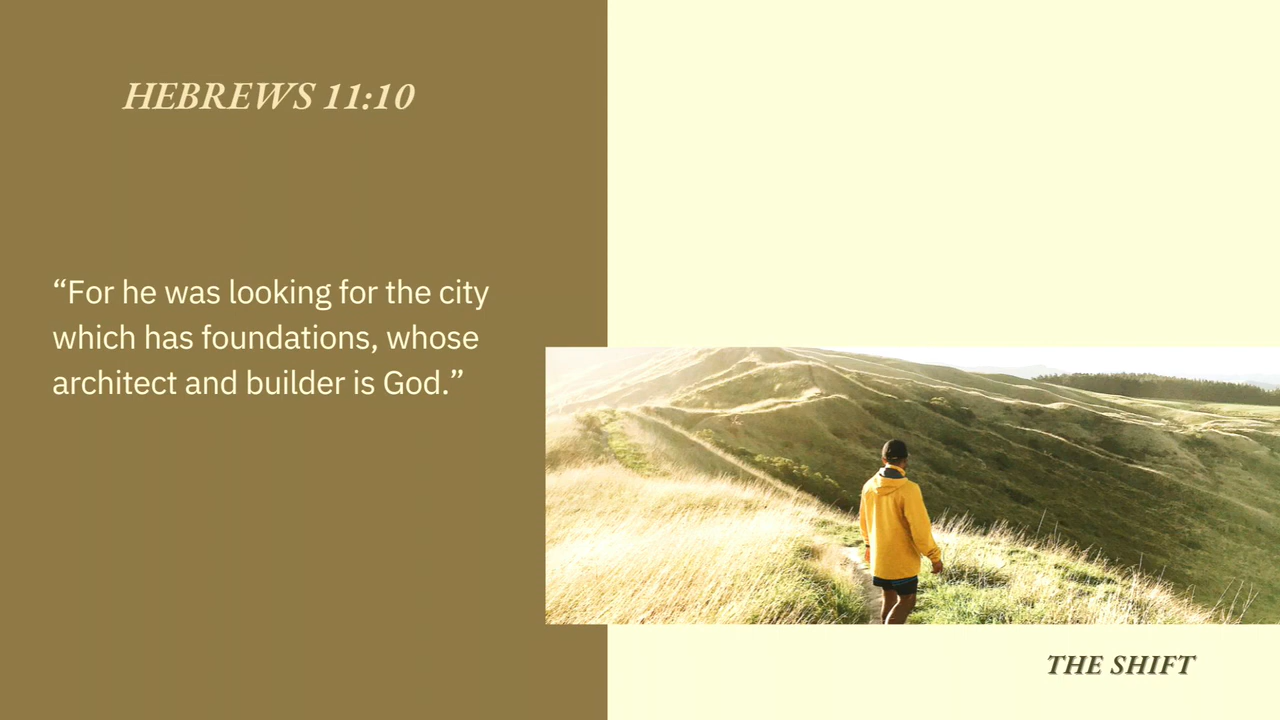 HEBREWS 11:10
“For he was looking for the city
which has foundations, whose
architect and builder is God.”
THE SHIFT